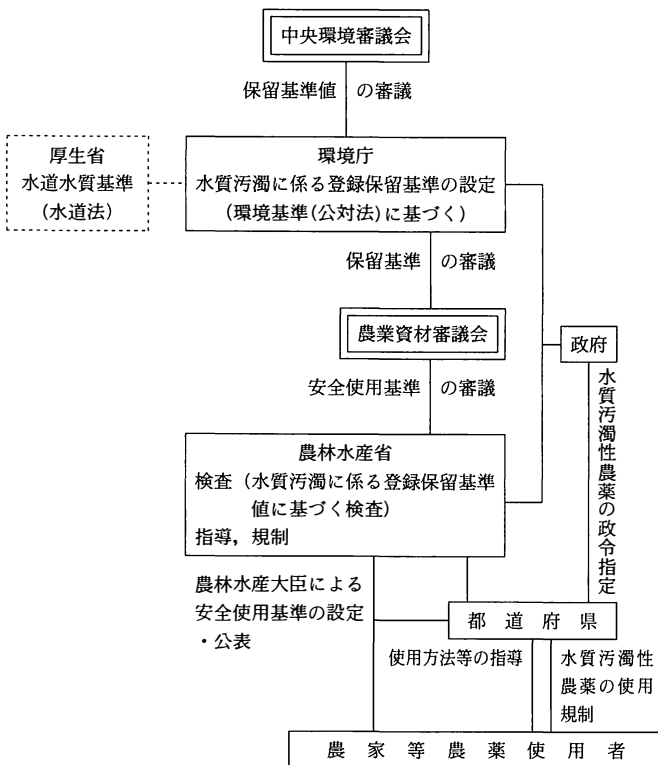 中央環境審議会
保留基準値 の審議
厚生省
水道水質基準
(水道法)
環境庁
水質汚濁に係る登録保留基準の設定
(環境基準(公対法)に基づく)
保留基準 の審議
農業資材審議会
政府
安全使用基準 の審議
水質汚濁性農薬の政令指定
農林水産省
検査(水質汚濁に係る登録保留基準
値に基づく検査)
指導,規制
農林水産大臣による
安全使用基準の設定
・公表
都道府県
使用方法等の指導
水質汚濁性
農薬の使用
規制
農家等農薬使用者